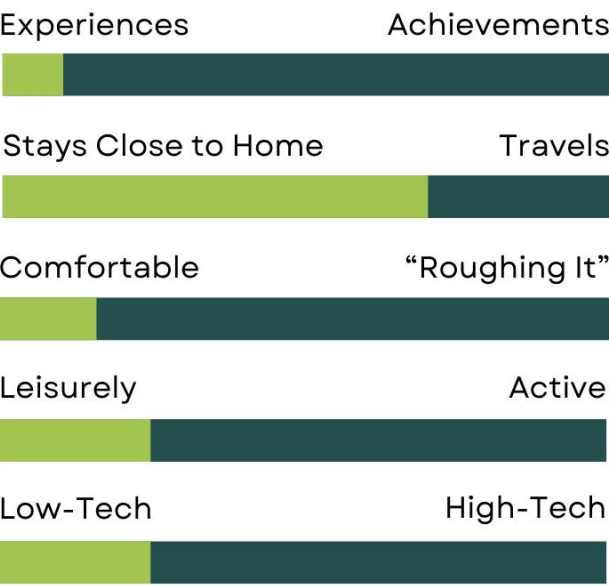 Experiences Achievements
Stays Close to Home Travels
Comfortable “Roughing It”
Leisurely Active
Low-Tech High-Tech